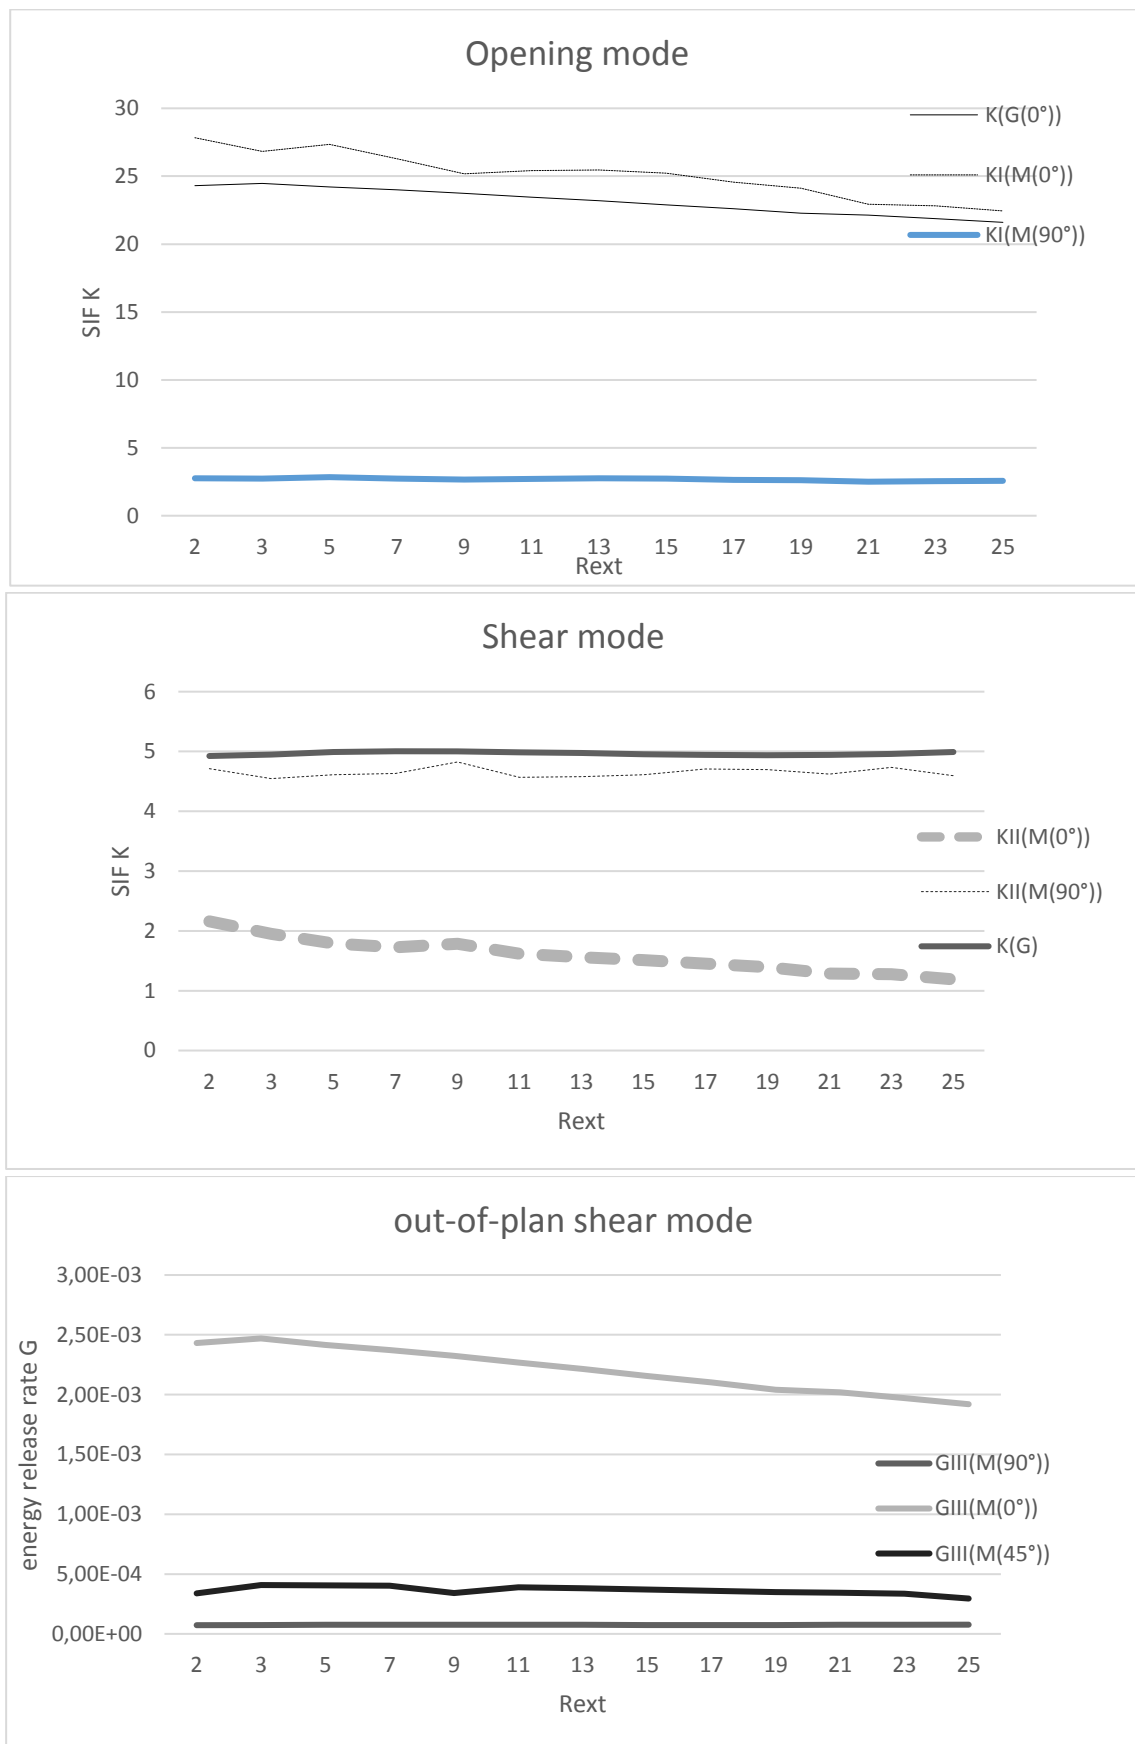 Opening mode
30
25
20
15
10
5
0
SIF K
2 3 5 7 9 11 13 15 17 19 21 23 25
Rext
K(G(0°))
KI(M(0°))
KI(M(90°))
Shear mode
6
5
4
3
2
1
0
SIF K
2 3 5 7 9 11 13 15 17 19 21 23 25
Rext
KII(M(0°))
KII(M(90°))
K(G)
out-of-plan shear mode
3,00E-03
2,50E-03
2,00E-03
1,50E-03
1,00E-03
5,00E-04
0,00E+00
energy release rate G
2 3 5 7 9 11 13 15 17 19 21 23 25
Rext
GIII(M(90°))
GIII(M(0°))
GIII(M(45°))